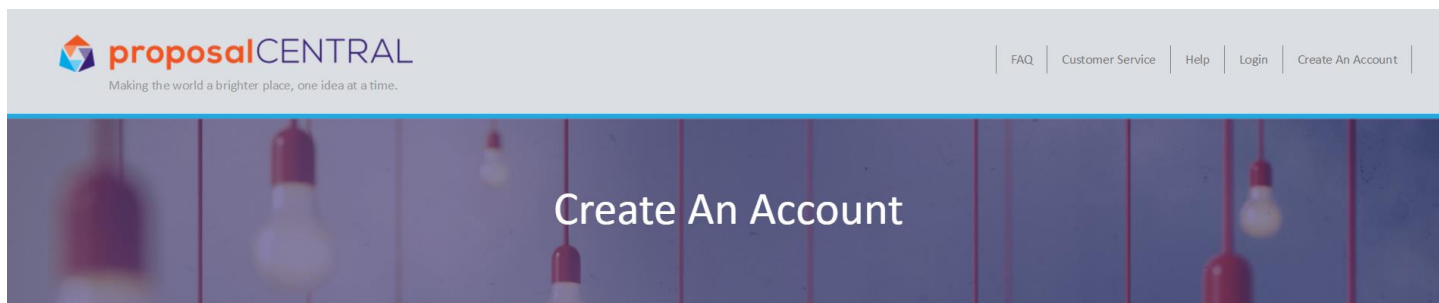 proposalCENTRAL
Making the world a brighter place, one idea at a time.
FAQ Customer Service Help Login Create An Account
Create An Account